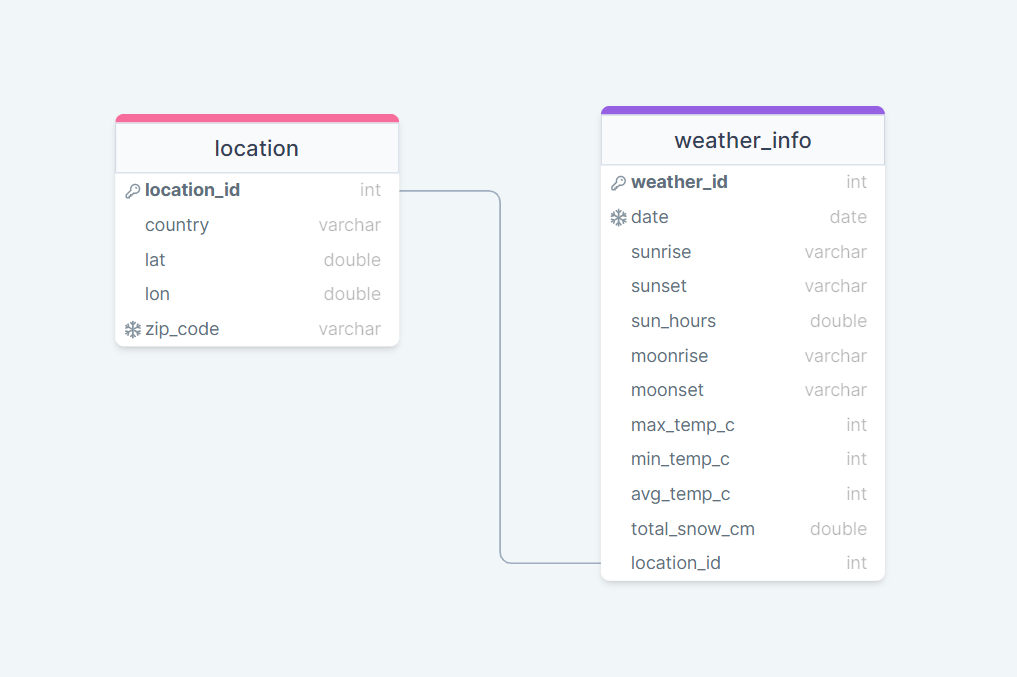 location
location_id int
country varchar
lat double
lon double
zip_code varchar
weather_info
weather_id int
date date
sunrise varchar
sunset varchar
sun_hours double
moonrise varchar
moonset varchar
max_temp_c int
min_temp_c int
avg_temp_c int
total_snow_cm double
location_id int